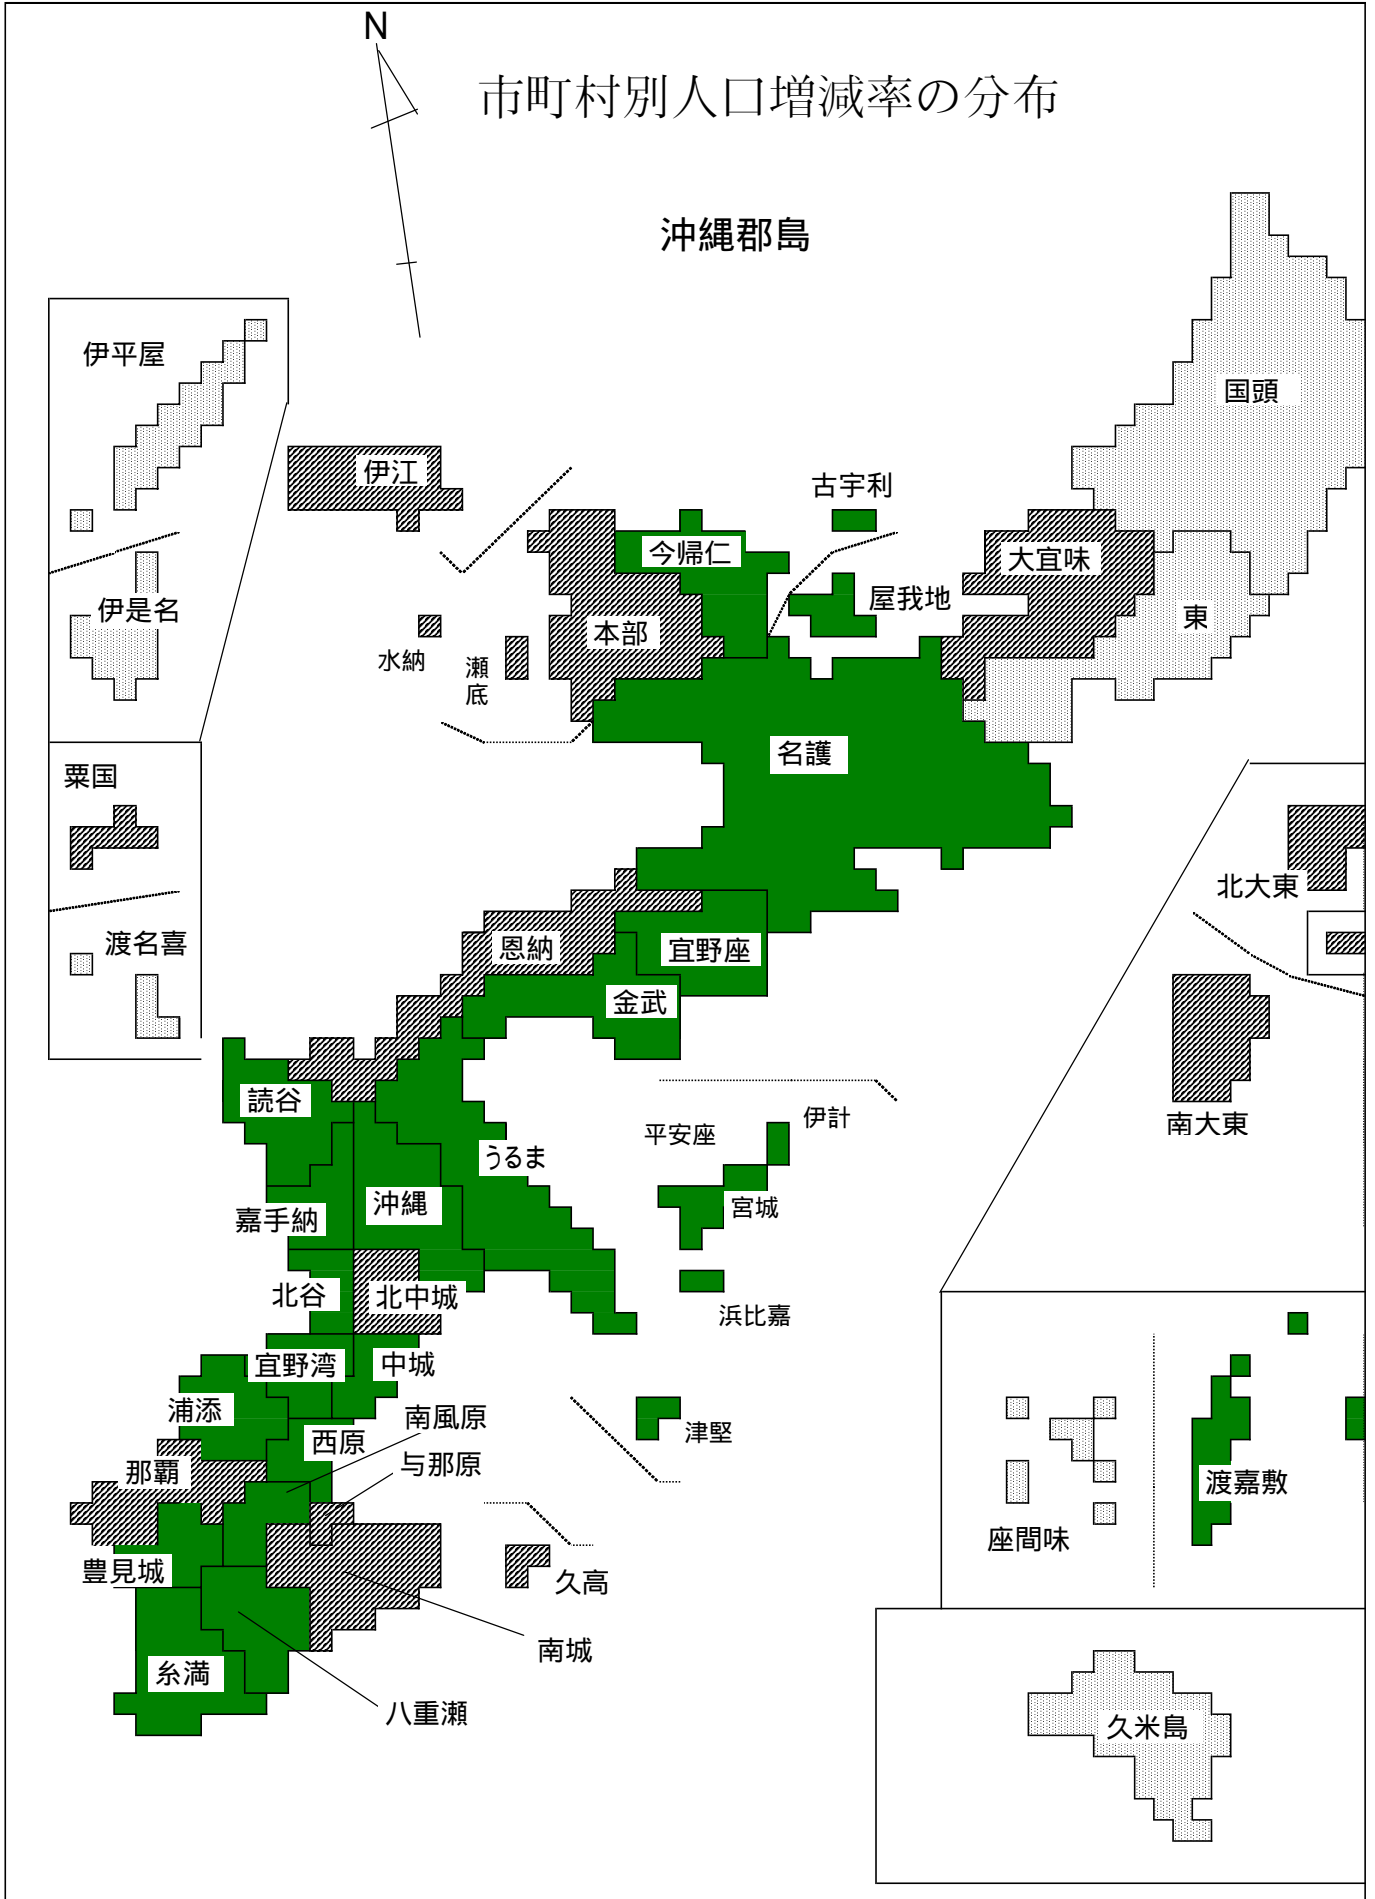 N
市町村別人口増減率の分布
沖縄郡島
伊平屋
国頭
伊江
古宇利
今帰仁
大宜味
屋我地
伊是名
東
本部
水納
瀬
底
名護
粟国
北大東
渡名喜
恩納
宜野座
金武
読谷
南大東
伊計
平安座
うるま
沖縄
宮城
嘉手納
北谷
北中城
浜比嘉
宜野湾
中城
浦添
南風原
津堅
西原
与那原
那覇
渡嘉敷
座間味
豊見城
久高
南城
糸満
八重瀬
久米島